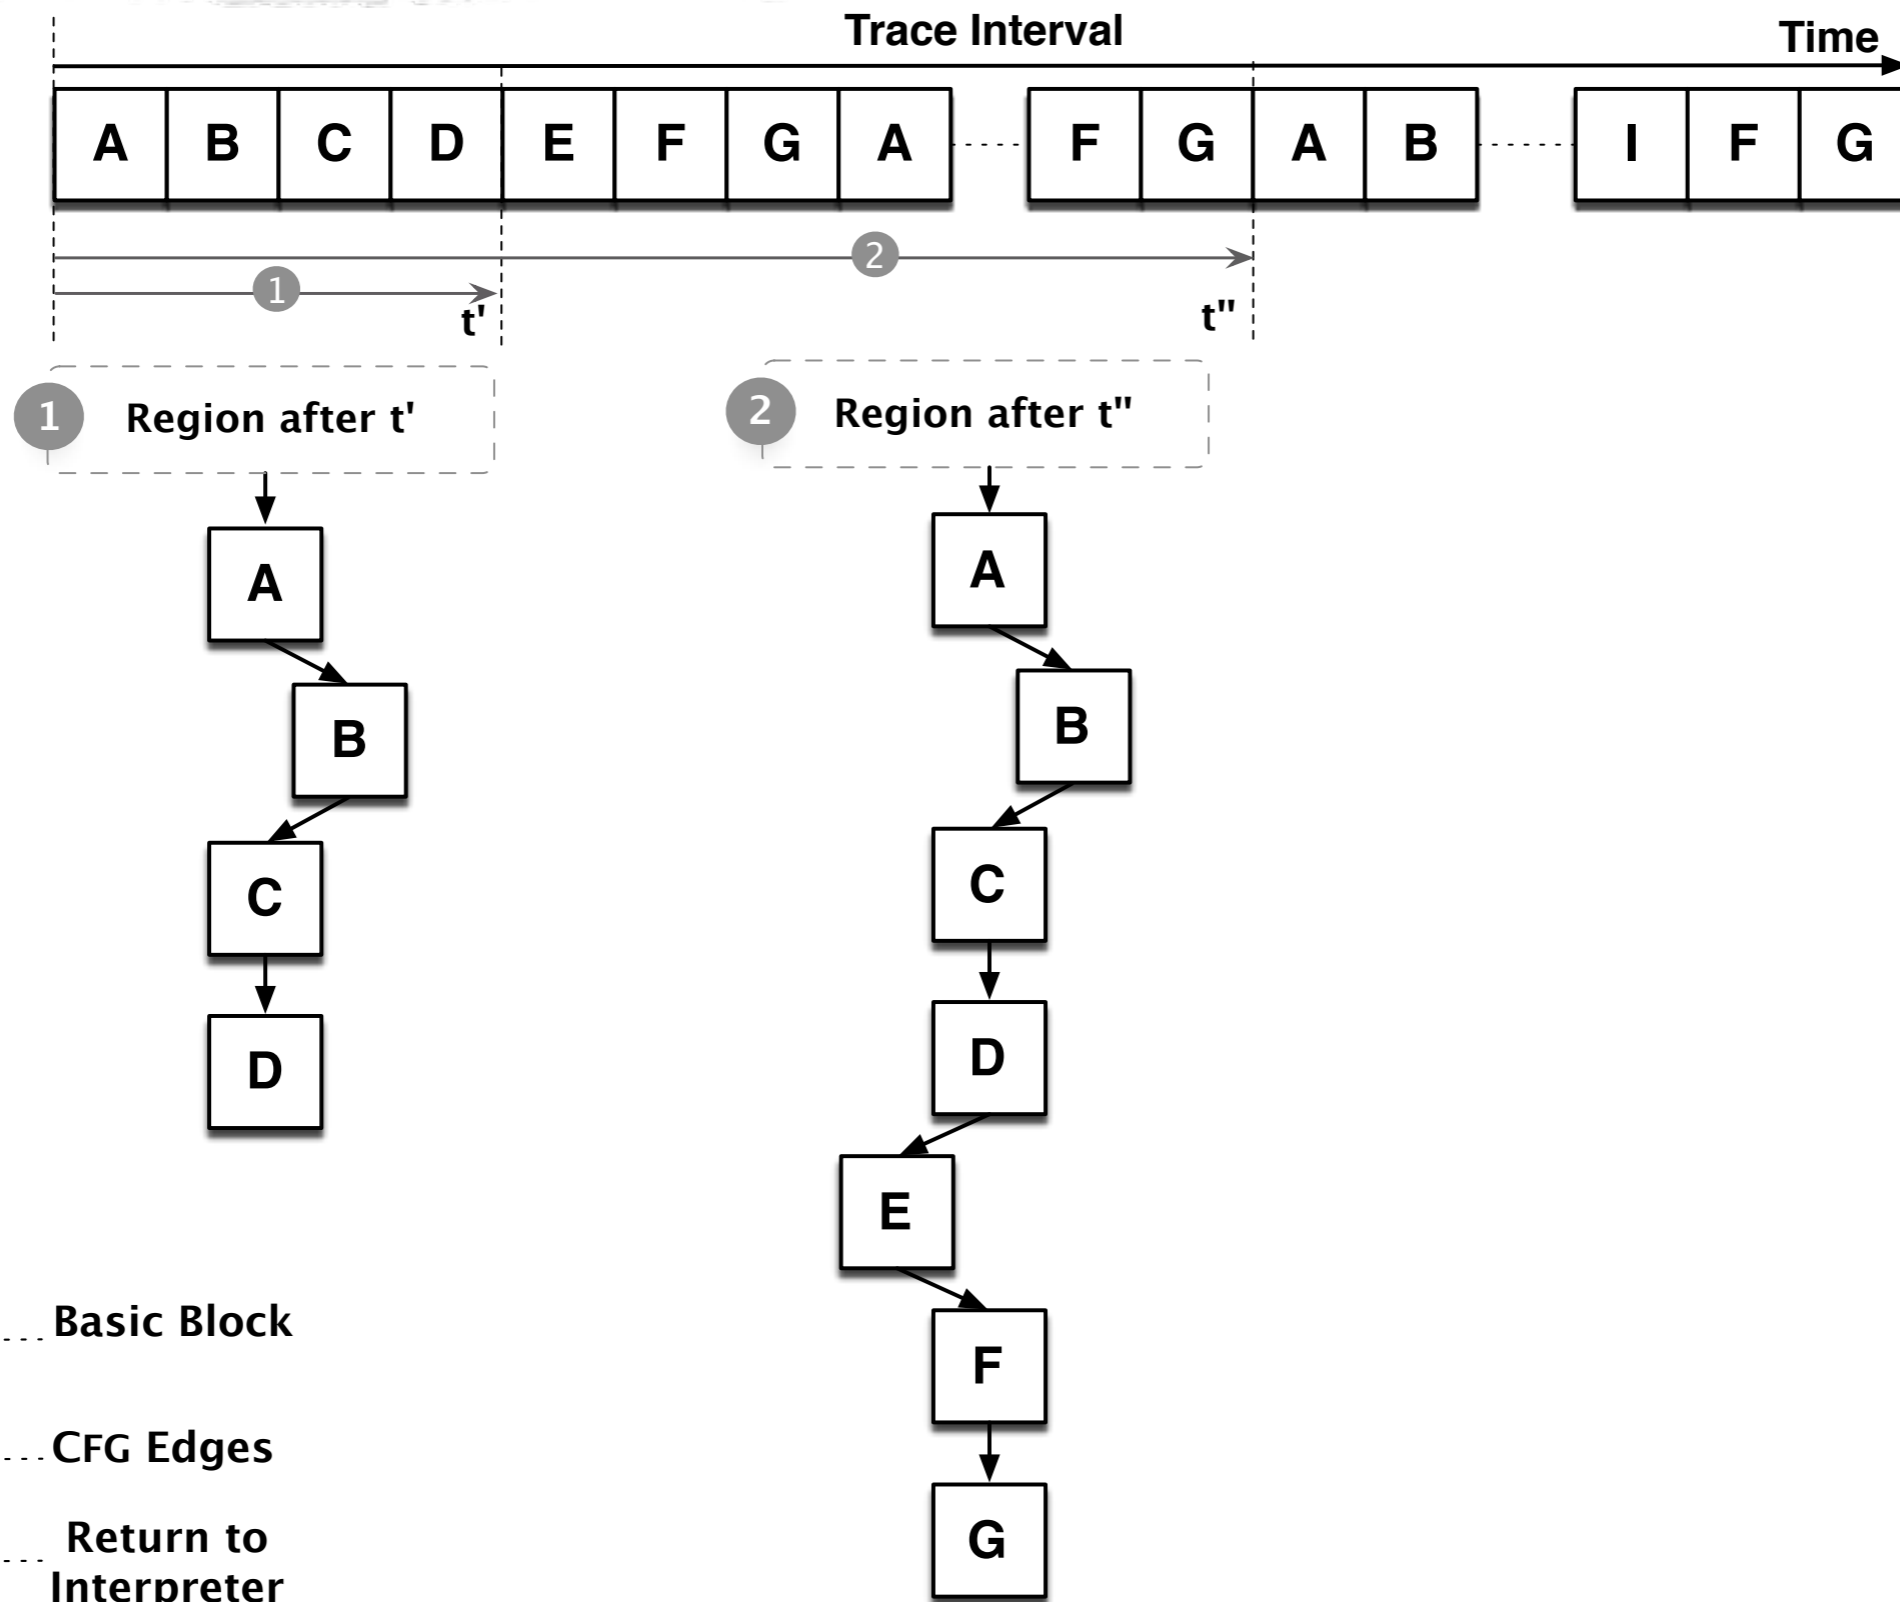 Trace Interval
Time
A B C D E F G A F G A B I F G
2
1
t' t"
1 Region after t'
2 Region after t"
A
B
C
D
A
B
C
D
E
F
G
Basic Block
CFG Edges
Return to
Interpreter